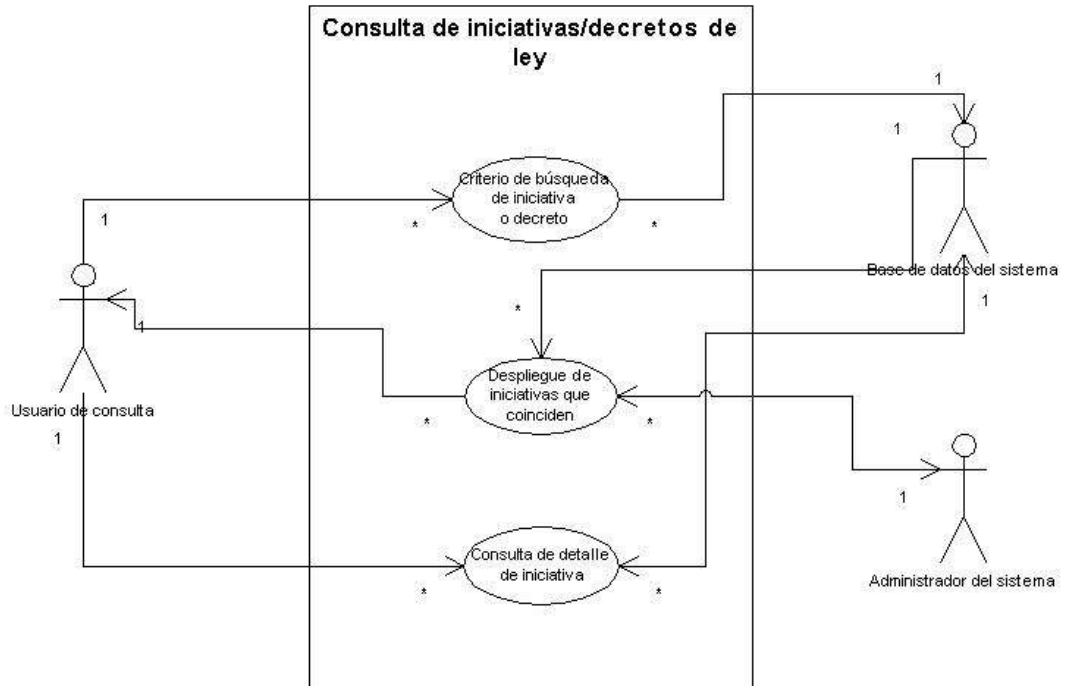 Consulta de iniciativas/decretos de
ley
1
1
Criterio de búsqueda
de iniciativa
o decreto
1
*
*
Base de datos del sistema
1
*
1
Despliegue de
iniciativas que
coinciden
Usuario de consulta
*
*
1
1
Consulta de detalle
de iniciativa
Administrador del sistema
*
*